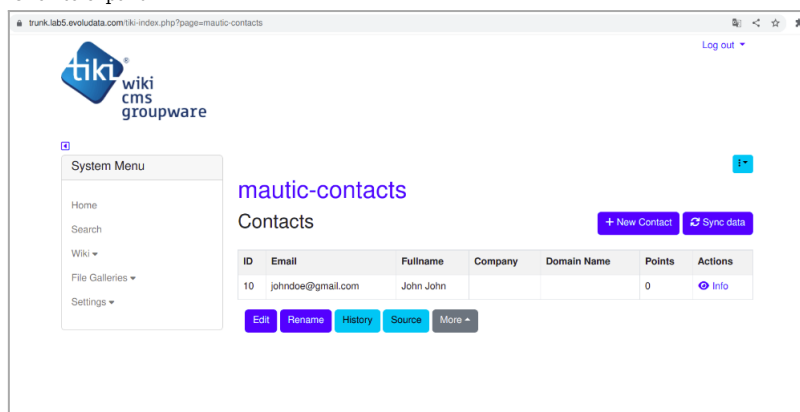 trunk.lab5.evoludata.com/tiki-index.php?page=mautic-contacts
Log out
tiki
wiki
cms
groupware
System Menu
Home
Search
Wiki
File Galleries
Settings
mautic-contacts
Contacts
+ New Contact
Sync data
ID Email Fullname Company Domain Name Points Actions
10 johndoe@gmail.com John John 0 Info
Edit Rename History Source More